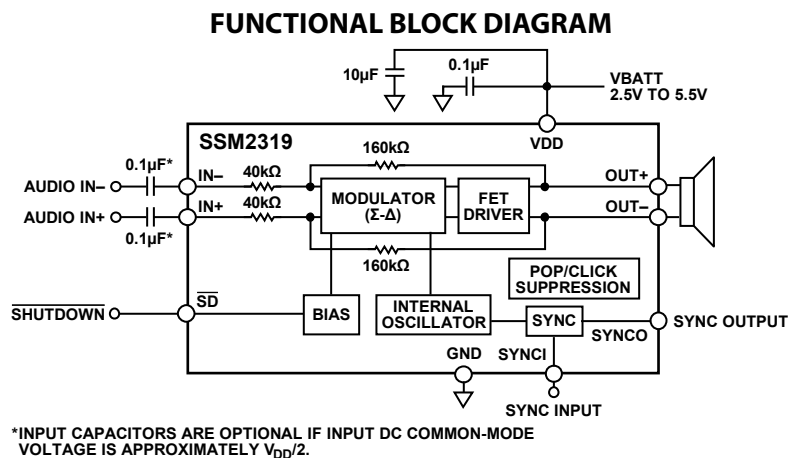 FUNCTIONAL BLOCK DIAGRAM
10µF
0.1µF
VBATT
2.5V TO 5.5V
SSM2319
VDD
160kΩ
0.1µF*
IN–
40kΩ
OUT+
AUDIO IN–
MODULATOR
(Σ-Δ)
FET
DRIVER
AUDIO IN+
IN+
40kΩ
OUT–
0.1µF*
160kΩ
POP/CLICK
SUPPRESSION
SHUTDOWN
SD
BIAS
INTERNAL
OSCILLATOR
SYNC
SYNCO
SYNC OUTPUT
GND
SYNCI
SYNC INPUT
*INPUT CAPACITORS ARE OPTIONAL IF INPUT DC COMMON-MODE
VOLTAGE IS APPROXIMATELY VDD/2.